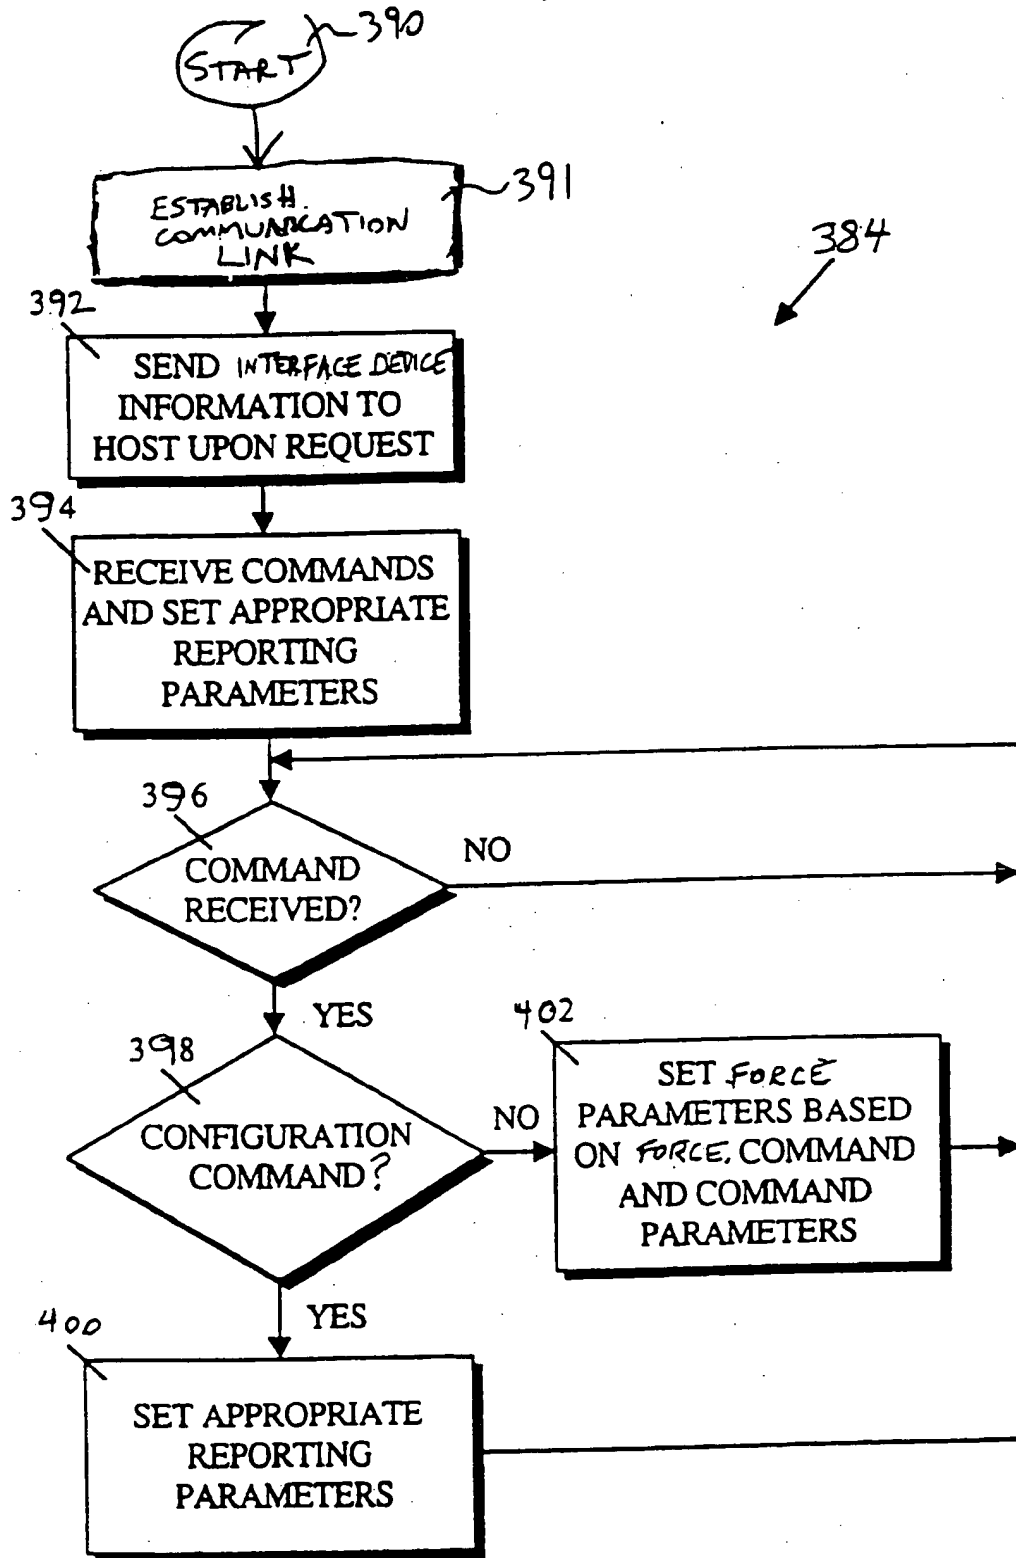 390
START
391
ESTABLISH.
COMMUNICATION
LINK
384
392
SEND INTERFACE DEVICE
INFORMATION TO
HOST UPON REQUEST
394
RECEIVE COMMANDS
AND SET APPROPRIATE
REPORTING
PARAMETERS
396
COMMAND
RECEIVED?
NO
YES
398
CONFIGURATION
COMMAND?
NO
402
SET FORCE
PARAMETERS BASED
ON FORCE. COMMAND
AND COMMAND
PARAMETERS
YES
400
SET APPROPRIATE
REPORTING
PARAMETERS